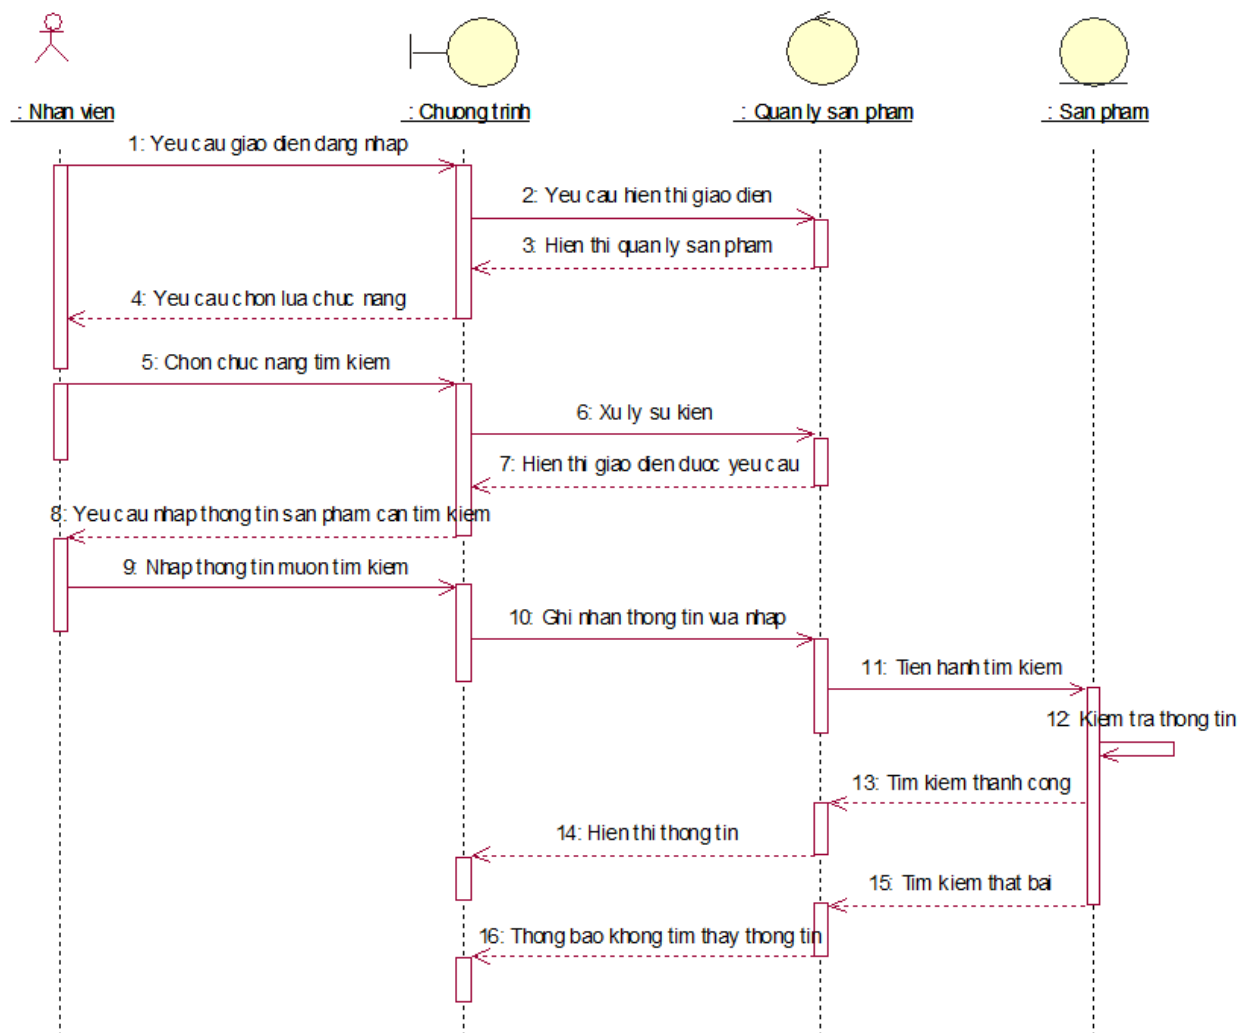 : Nhan vien
: Chuong trinh
: Quan ly san pham
: San pham
1: Yeu cau giao dien dang nhap
2: Yeu cau hien thi giao dien
3: Hien thi quan ly san pham
4: Yeu cau chon lua chuc nang
5: Chon chuc nang tim kiem
6: Xu ly su kien
7: Hien thi giao dien duoc yeu cau
8: Yeu cau nhap thong tin san pham can tim kiem
9: Nhap thong tin muon tim kiem
10: Ghi nhan thong tin vua nhap
11: Tien hanh tim kiem
12: Kiem tra thong tin
13: Tim kiem thanh cong
14: Hien thi thong tin
15: Tim kiem that bai
16: Thong bao khong tim thay thong tin